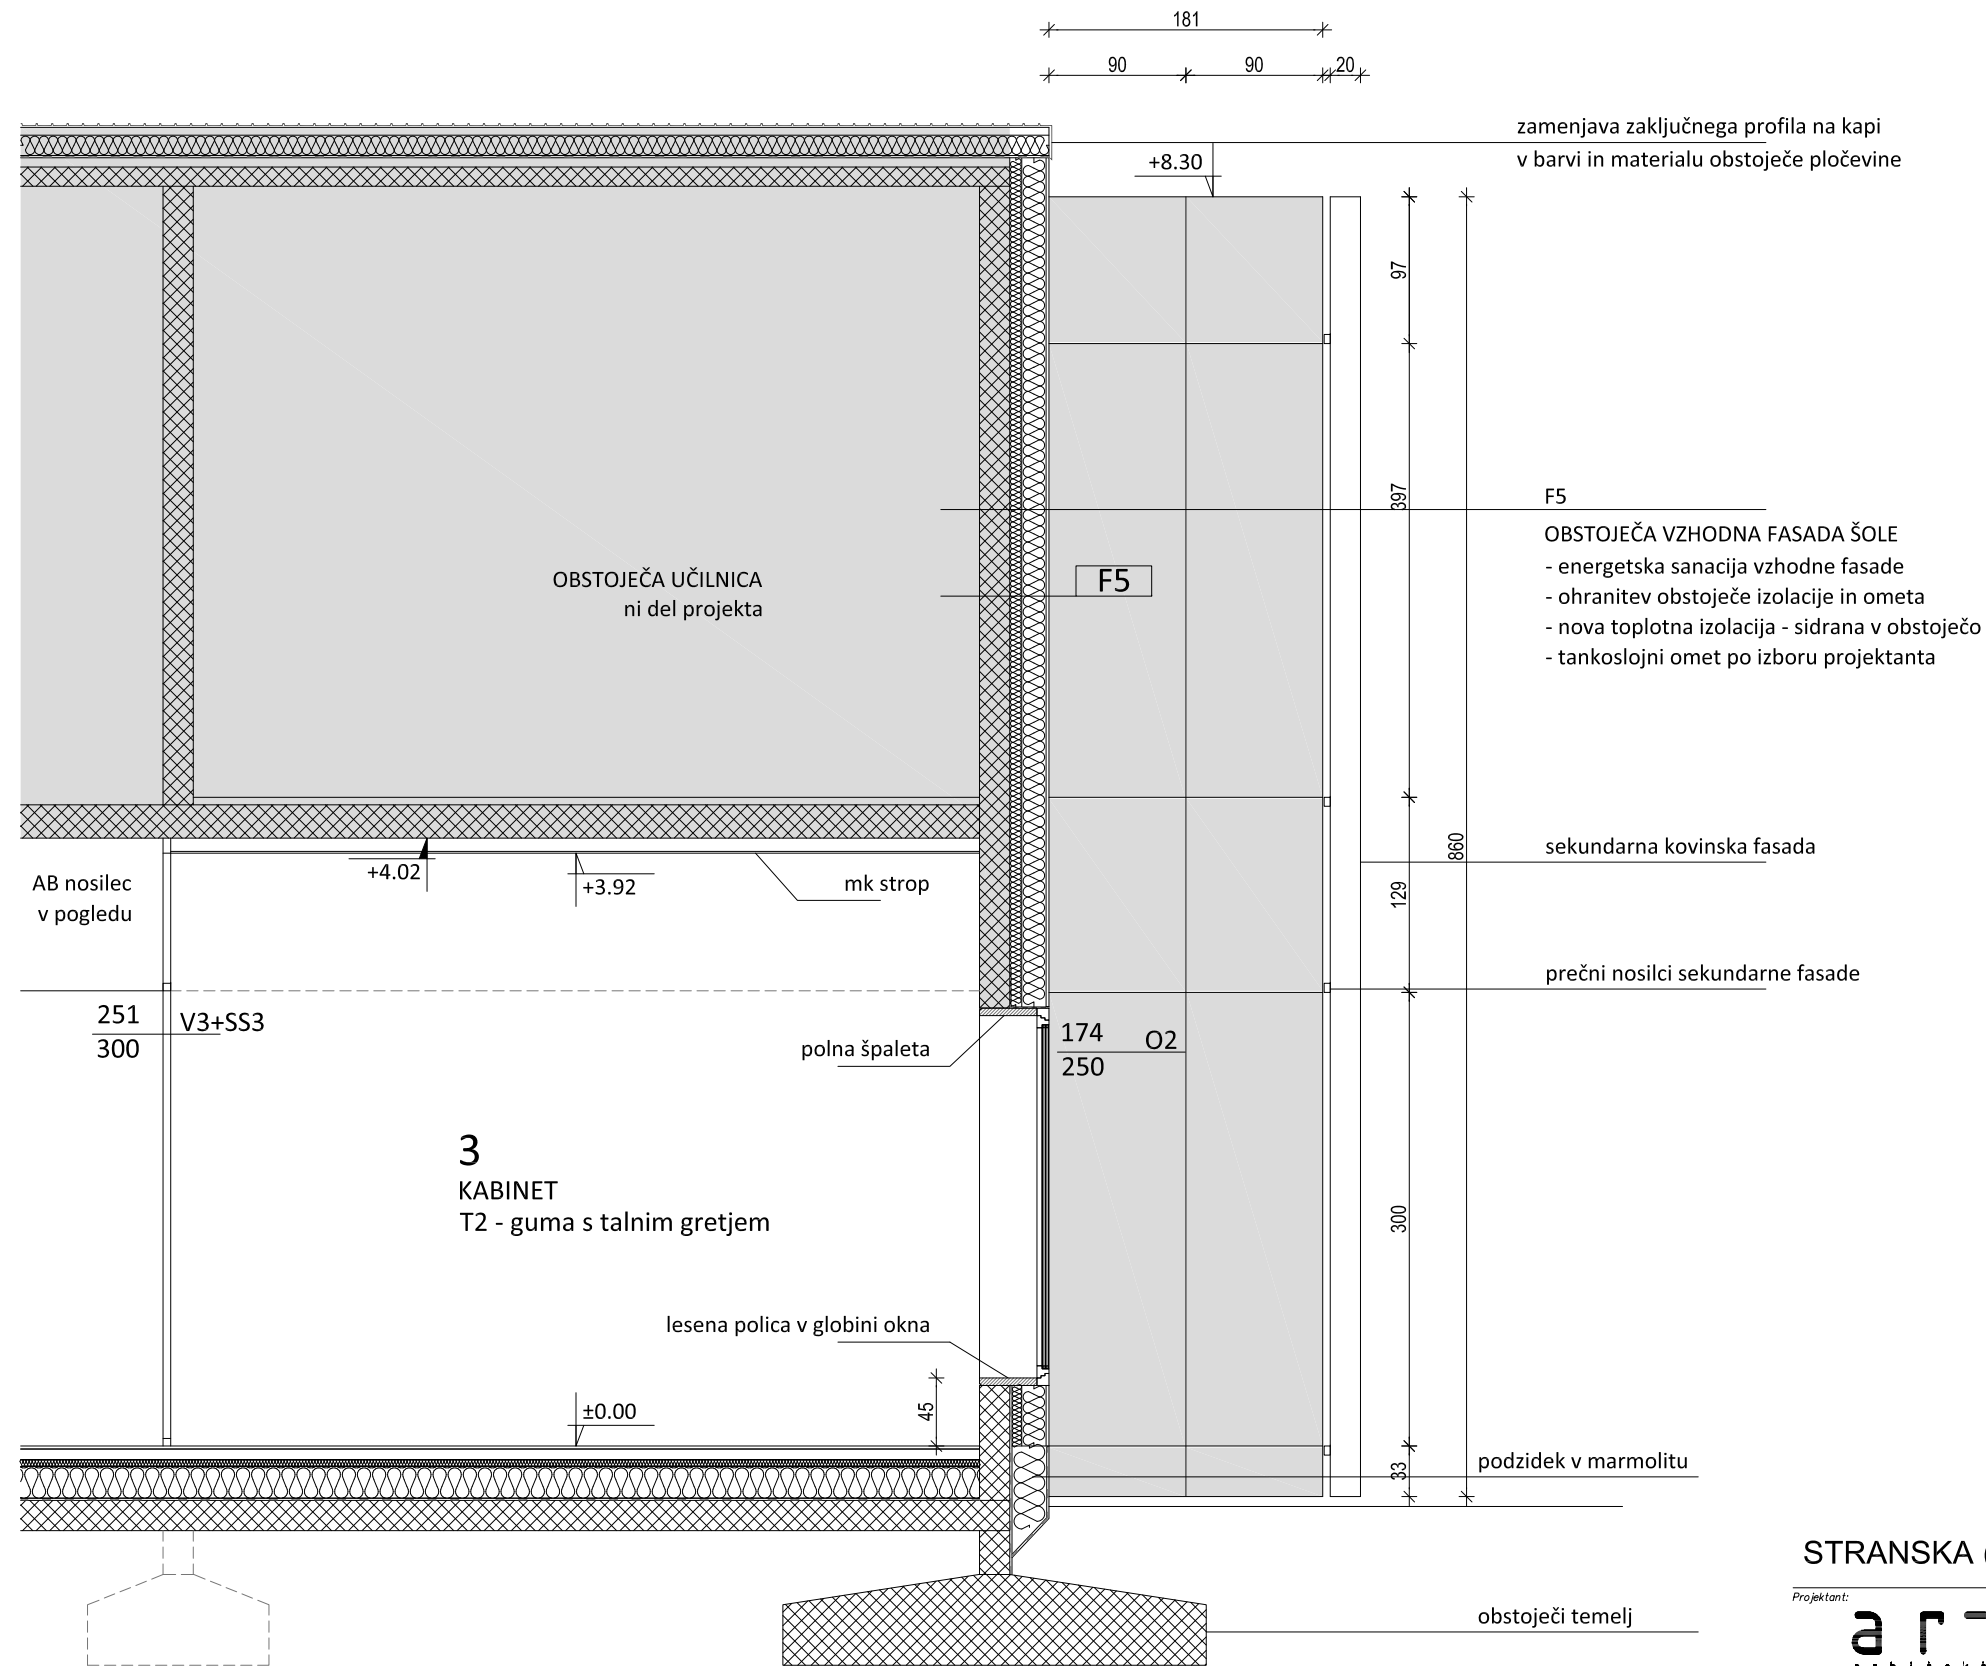 181
90
90
20
zamenjava zaključnega profila na kapi
v barvi in materialu obstoječe pločevine
+8.30
97
397
F5
OBSTOJEČA VZHODNA FASADA ŠOLE
- energetska sanacija vzhodne fasade
- ohranitev obstoječe izolacije in ometa
- nova toplotna izolacija - sidrana v obstoječo
- tankoslojni omet po izboru projektanta
OBSTOJEČA UČILNICA
ni del projekta
F5
860
sekundarna kovinska fasada
+4.02
+3.92
mk strop
AB nosilec
v pogledu
129
prečni nosilci sekundarne fasade
251
300
V3+SS3
polna špaleta
174
250
O2
3
KABINET
T2 - guma s talnim gretjem
300
lesena polica v globini okna
±0.00
45
33
podzidek v marmolitu
STRANSKA
Projektant:
obstoječi temelj